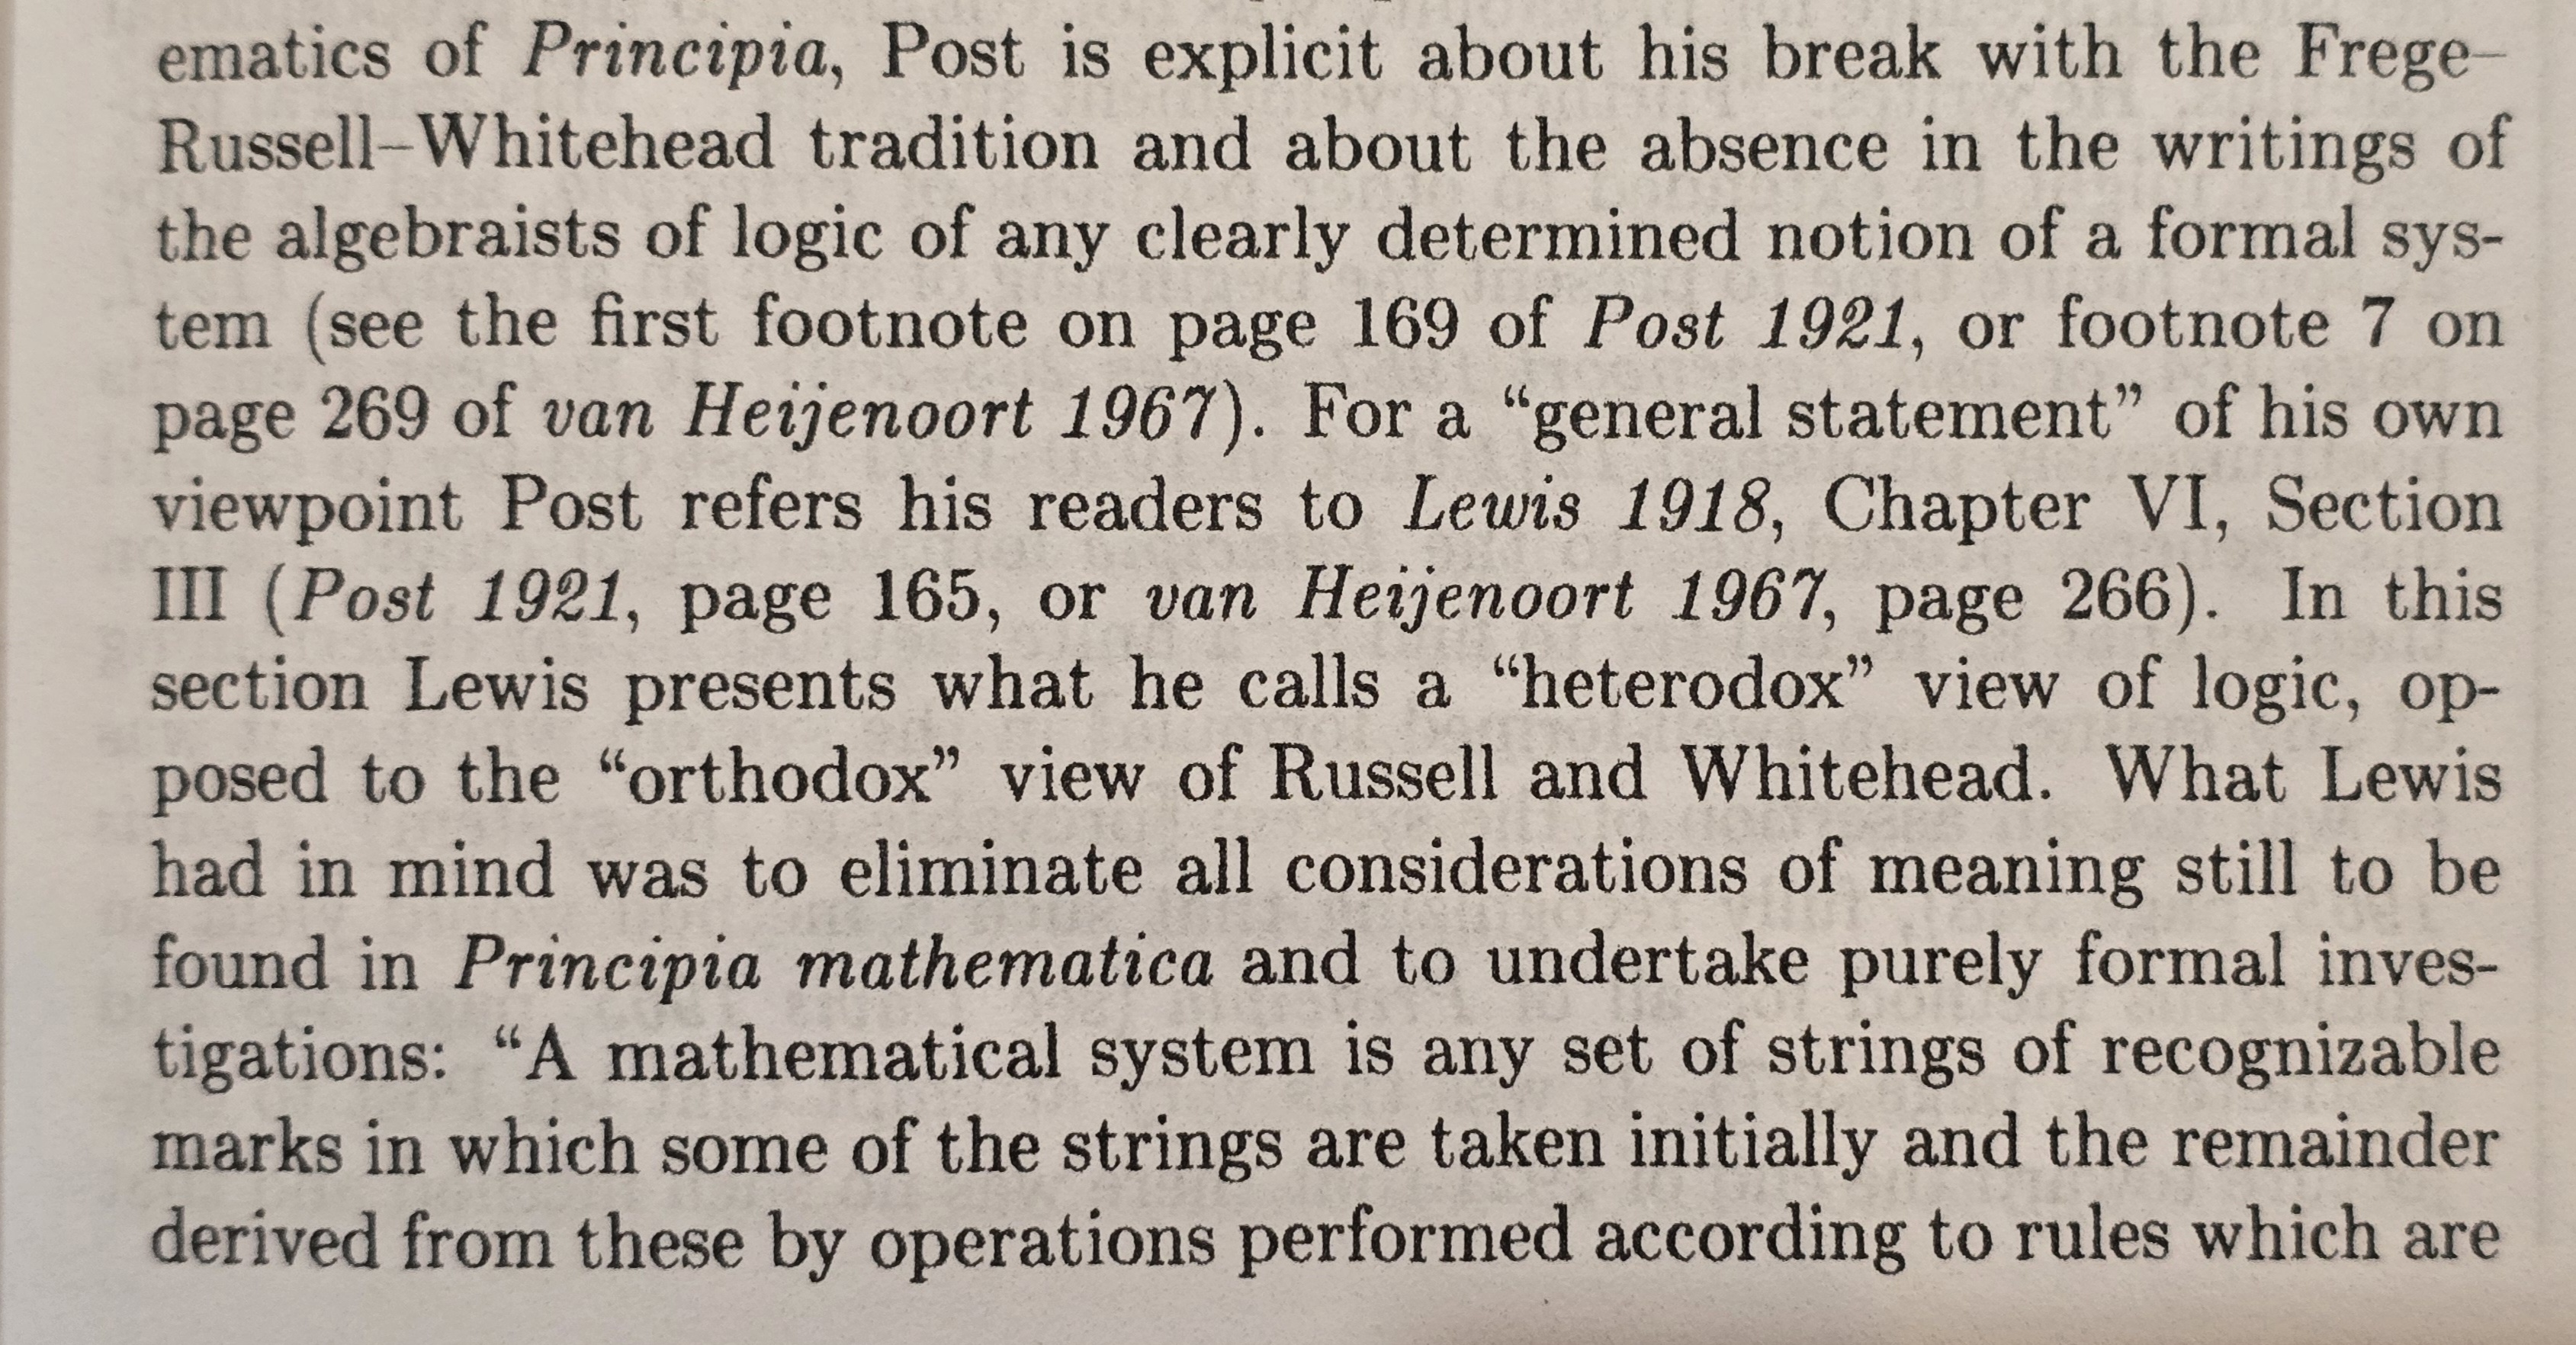 ematics of Principia, Post is explicit about his break with the Frege–
Russell–Whitehead tradition and about the absence in the writings of
the algebraists of logic of any clearly determined notion of a formal sys-
tem (see the first footnote on page 169 of Post 1921, or footnote 7 on
page 269 of van Heijenoort 1967). For a “general statement” of his own
viewpoint Post refers his readers to Lewis 1918, Chapter VI, Section
III (Post 1921, page 165, or van Heijenoort 1967, page 266). In this
section Lewis presents what he calls a “heterodox” view of logic, op-
posed to the “orthodox” view of Russell and Whitehead. What Lewis
had in mind was to eliminate all considerations of meaning still to be
found in Principia mathematica and to undertake purely formal inves-
tigations: “A mathematical system is any set of strings of recognizable
marks in which some of the strings are taken initially and the remainder
derived from these by operations performed according to rules which are